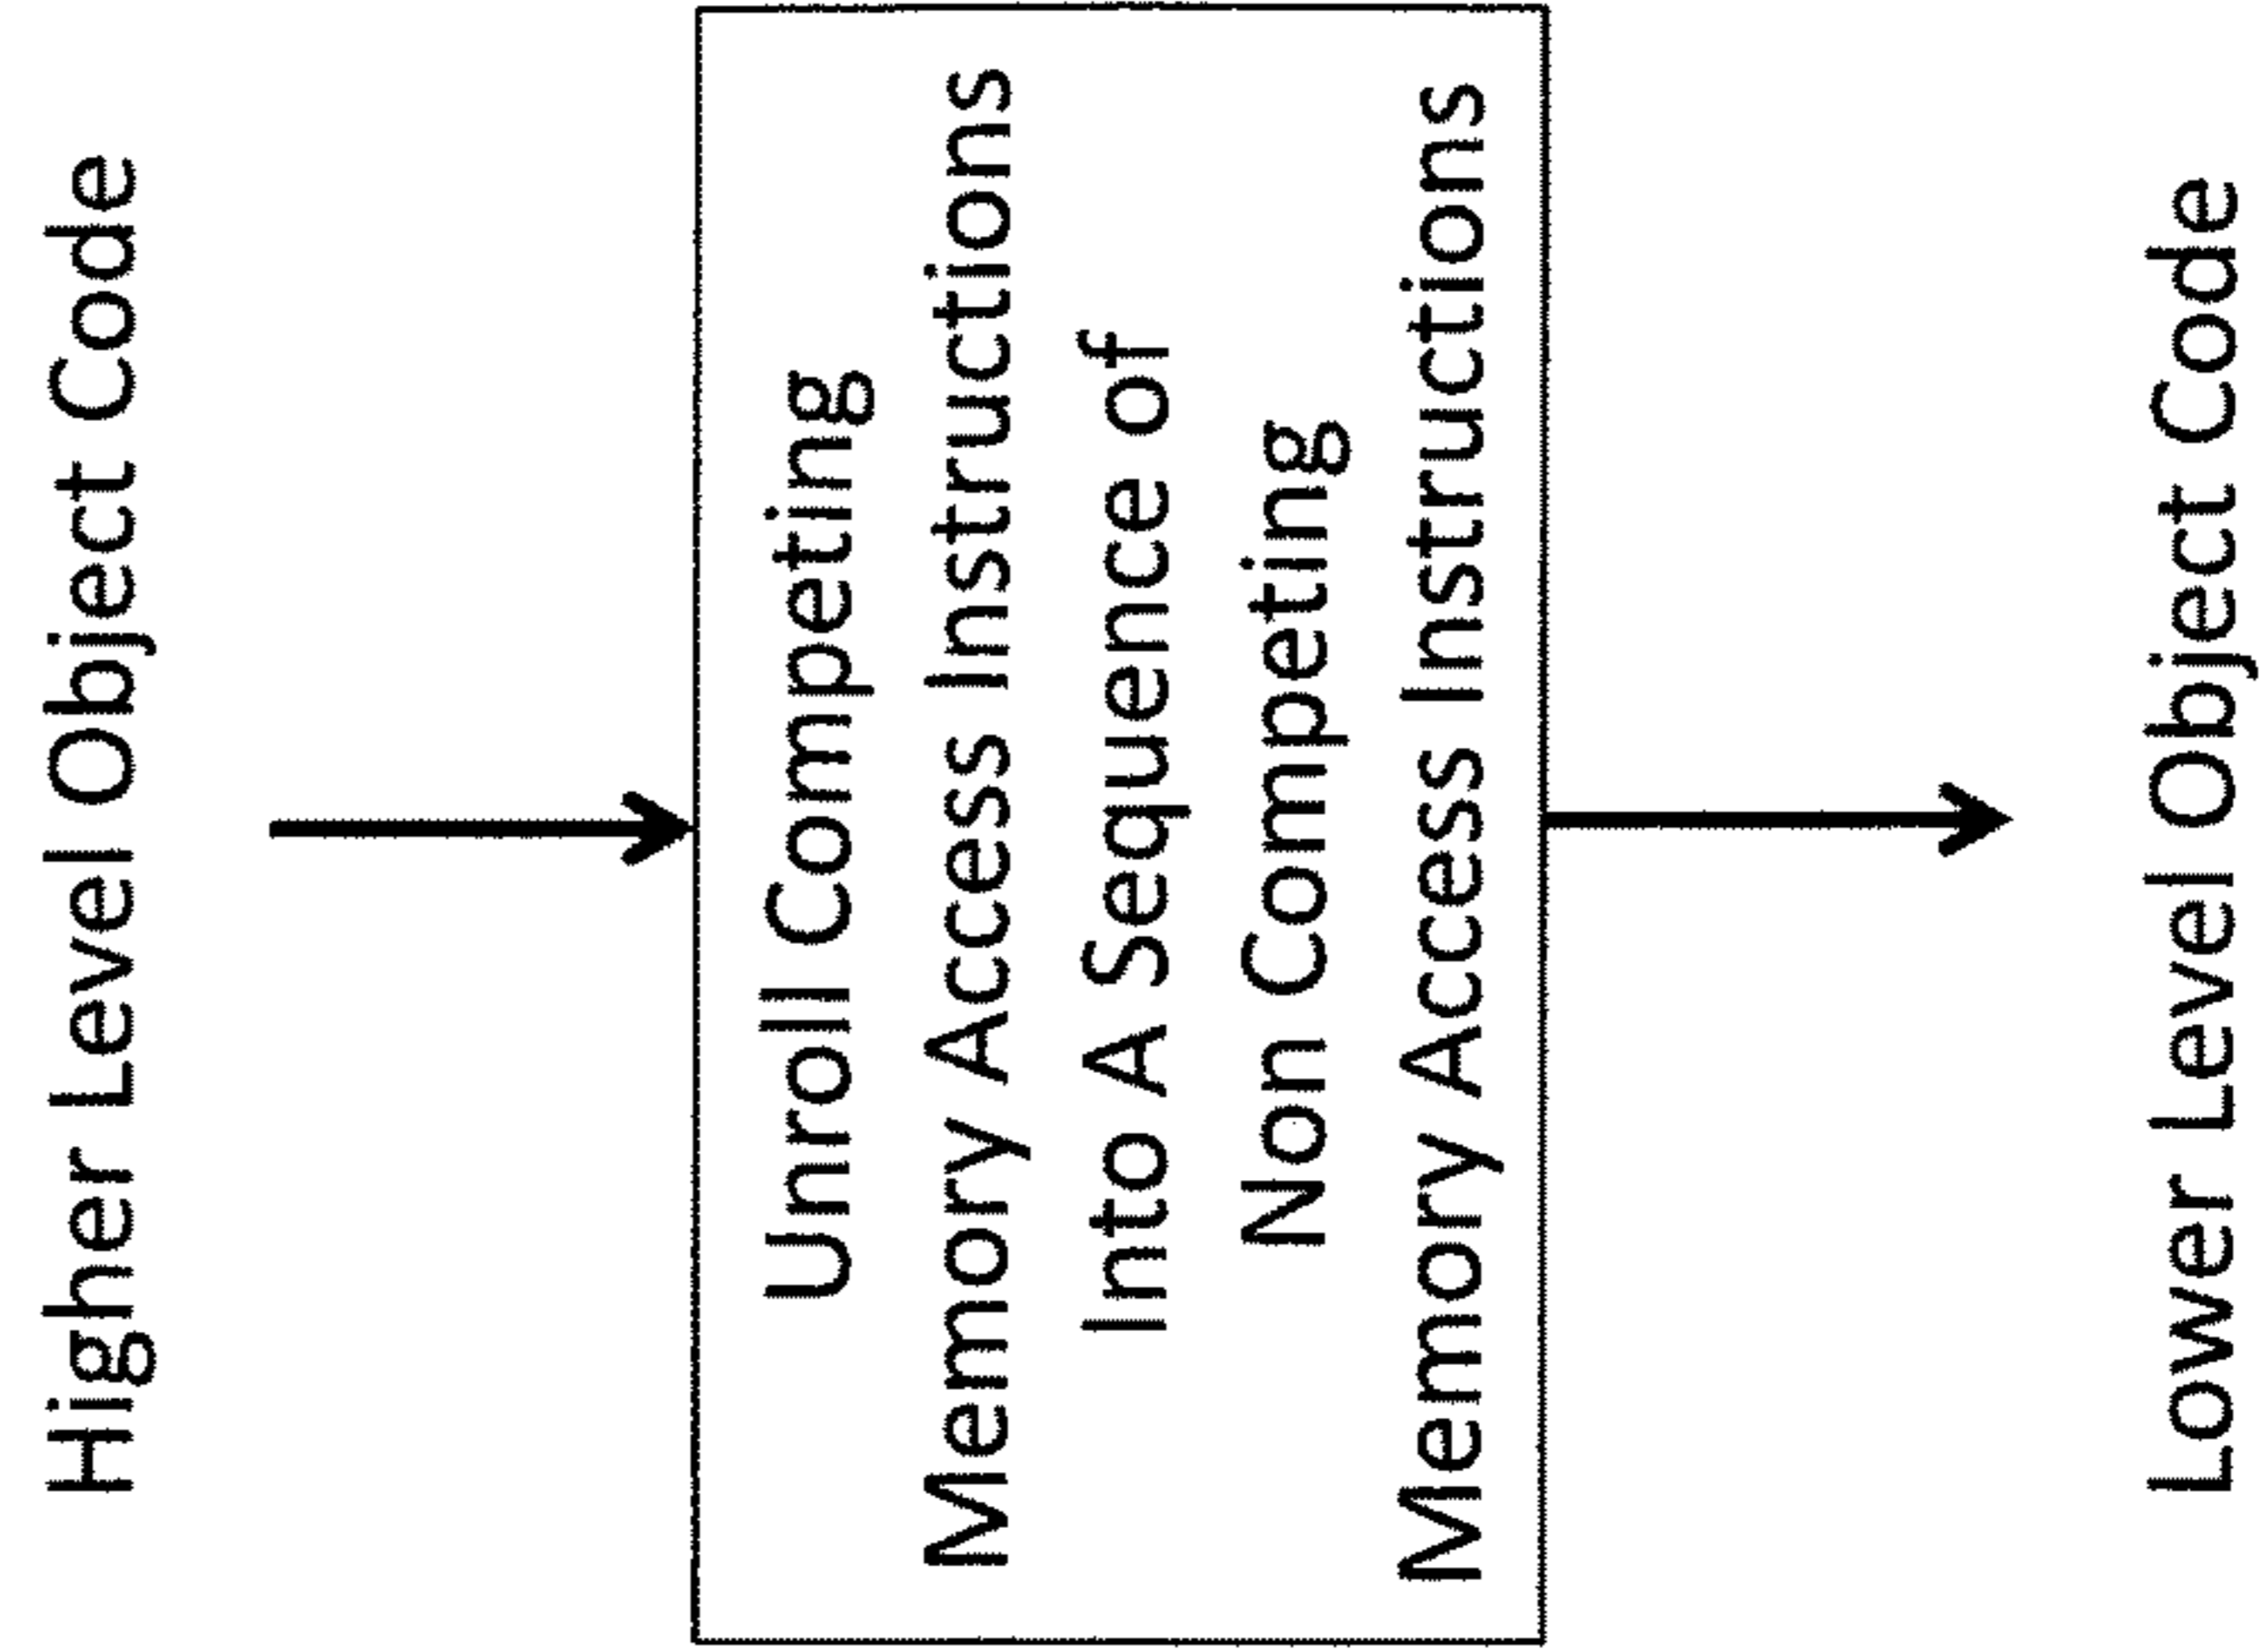 Higher Level Object Code
Unroll Competing
Memory Access Instructions
Into A Sequence of
Non Competing
Memory Access Instructions
Lower Level Object Code